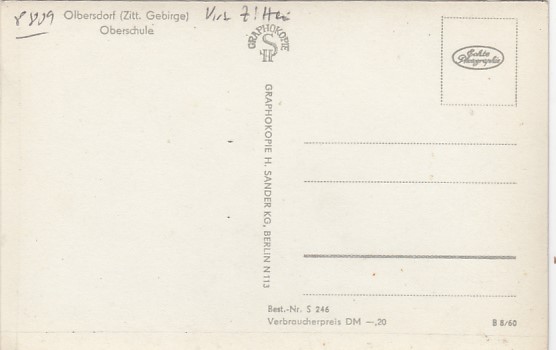 Olbersdorf (Zitt. Gebirge)
Oberschule
GRAPHOKOPIE
SH
GRAPHOKOPIE H. SANDER KG, BERLIN N 113
Echte
Photographie
Best.-Nr. S 246
Verbraucherpreis DM —,20
B 8/60